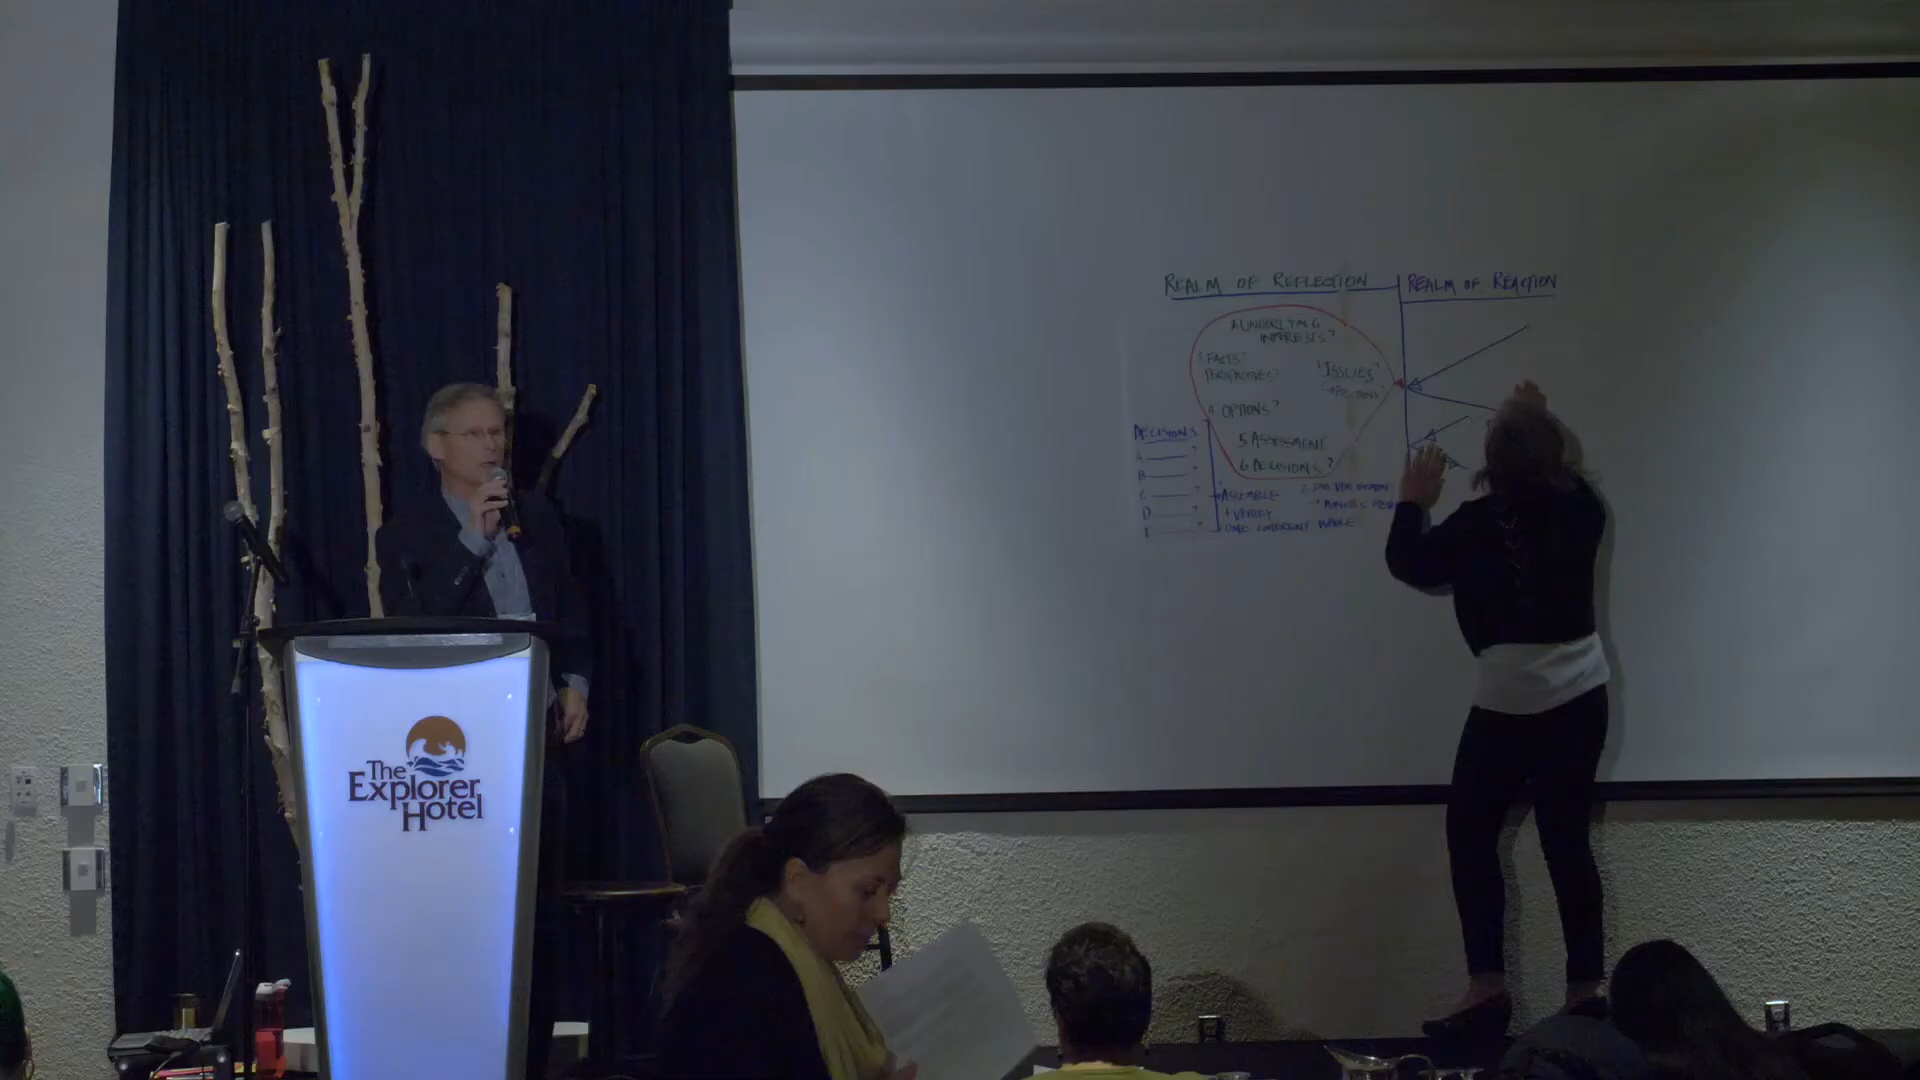 The
Explorer
Hotel
REALM OF REFLECTION
REALM OF REACTION
UNDERLYING
INTERESTS?
FACTS?
PERSPECTIVES?
ISSUES?
OPTIONS?
5 ASSESSMENT
6 DECISIONS?
DECISIONS
A
B
C
D
ASSEMBLE
+ VERIFY
ONE COHERENT WHOLE